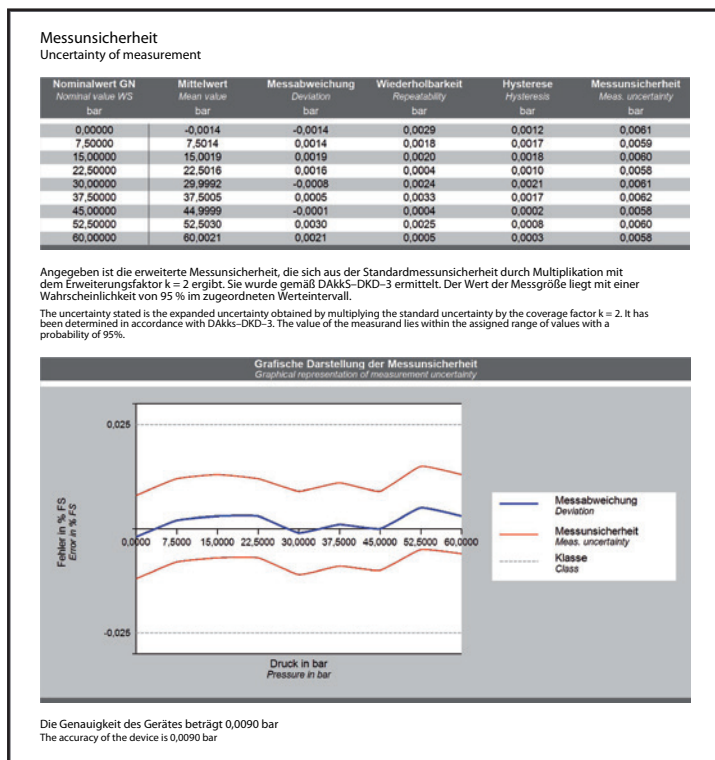 Messunsicherheit
Uncertainty of measurement
Nominalwert GN Mittelwert Messabweichung Wiederholbarkeit Hysterese Messunsicherheit
Nominal value WS Mean value Deviation Repeatability Hysteresis Meas. uncertainty
bar bar bar bar bar bar
0,00000 -0,0014 -0,0014 0,0029 0,0012 0,0061
7,50000 7,5014 0,0014 0,0018 0,0017 0,0059
15,00000 15,0019 0,0019 0,0020 0,0018 0,0060
22,50000 22,5016 0,0016 0,0004 0,0010 0,0058
30,00000 29,9992 -0,0008 0,0024 0,0021 0,0061
37,50000 37,5005 0,0005 0,0033 0,0017 0,0062
45,00000 44,9999 -0,0001 0,0004 0,0002 0,0058
52,50000 52,5030 0,0030 0,0025 0,0008 0,0060
60,00000 60,0021 0,0021 0,0005 0,0003 0,0058
Angegeben ist die erweiterte Messunsicherheit, die sich aus der Standardmessunsicherheit durch Multiplikation mit
dem Erweiterungsfaktor k = 2 ergibt. Sie wurde gemäß DAkkS–DKD–3 ermittelt. Der Wert der Messgröße liegt mit einer
Wahrscheinlichkeit von 95 % im zugeordneten Werteintervall.
The uncertainty stated is the expanded uncertainty obtained by multiplying the standard uncertainty by the coverage factor k = 2. It has
been determined in accordance with DAkks–DKD–3. The value of the measurand lies within the assigned range of values with a
probability of 95%.
Grafische Darstellung der Messunsicherheit
Graphical representation of measurement uncertainty
0,025
Fehler in % FS
Error in % FS
0,0000 7,5000 15,0000 22,5000 30,0000 37,5000 45,0000 52,5000 60,0000
-0,025
Druck in bar
Pressure in bar
Messabweichung
Deviation
Messunsicherheit
Meas. uncertainty
Klasse
Class
Die Genauigkeit des Gerätes beträgt 0,0090 bar
The accuracy of the device is 0,0090 bar